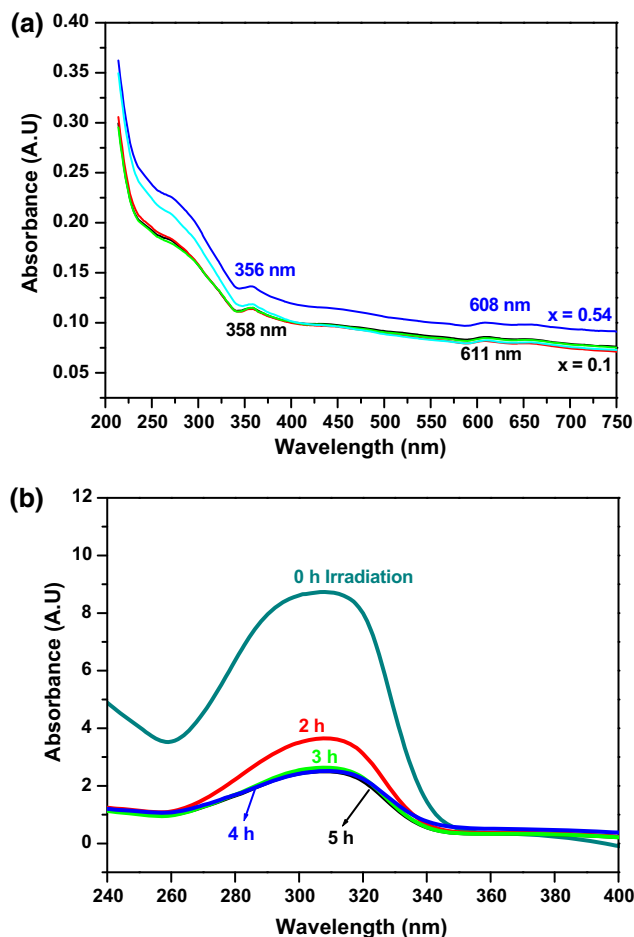 (a)
0.40
0.35
0.30
0.25
0.20
0.15
0.10
0.05
Absorbance (A.U)
356 nm
358 nm
608 nm
x = 0.54
611 nm
x = 0.1
200 250 300 350 400 450 500 550 600 650 700 750
Wavelength (nm)
(b)
12
10
8
6
4
2
0
Absorbance (A.U)
0 h Irradiation
2 h
3 h
4 h
5 h
240 260 280 300 320 340 360 380 400
Wavelength (nm)